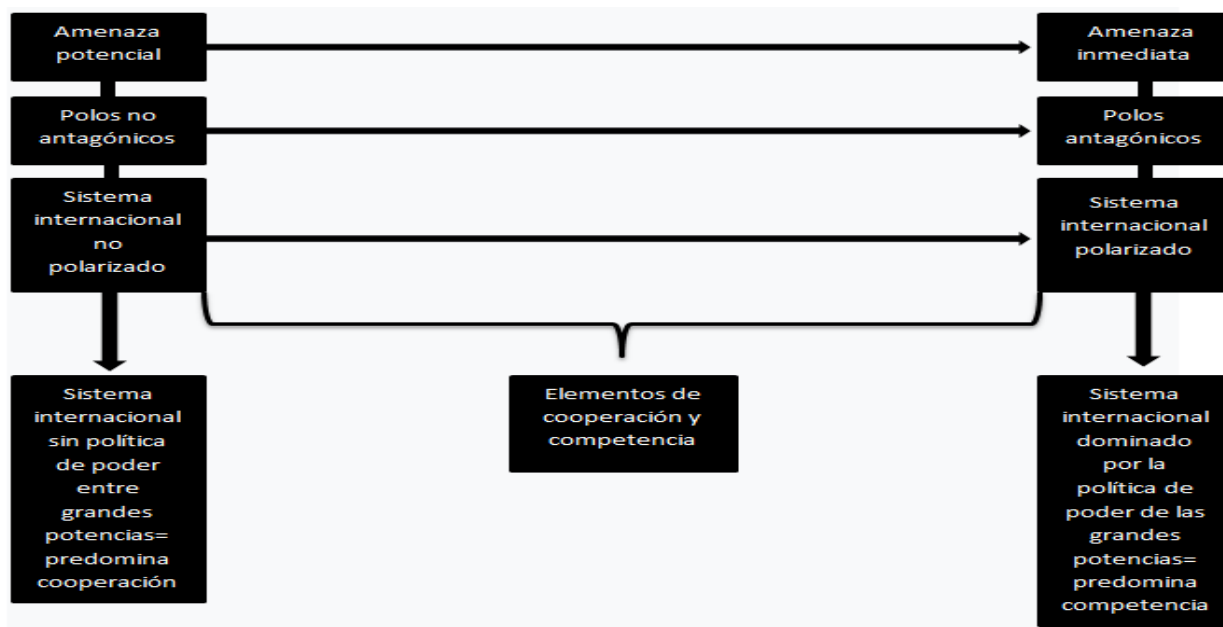 Amenaza
potencial
Amenaza
inmediata
Polos no
antagónicos
Polos
antagónicos
Sistema
internacional
no
polarizado
Sistema
internacional
polarizado
Sistema
internacional
sin política
de poder
entre
grandes
potencias=
predomina
cooperación
Elementos de
cooperación y
competencia
Sistema
internacional
dominado
por la
política de
poder de las
grandes
potencias=
predomina
competencia